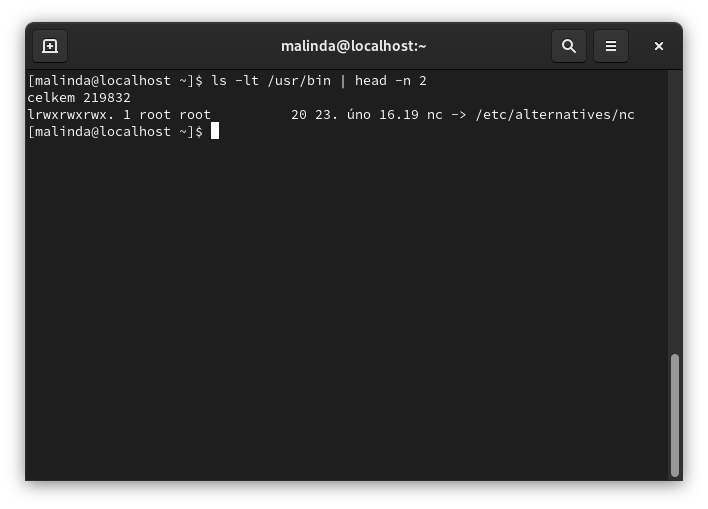 malinda@localhost:~
[malinda@localhost ~]$ ls -lt /usr/bin | head -n 2
celkem 219832
lrwxrwxrwx. 1 root root          20 23. úno 16.19 nc -> /etc/alternatives/nc
[malinda@localhost ~]$